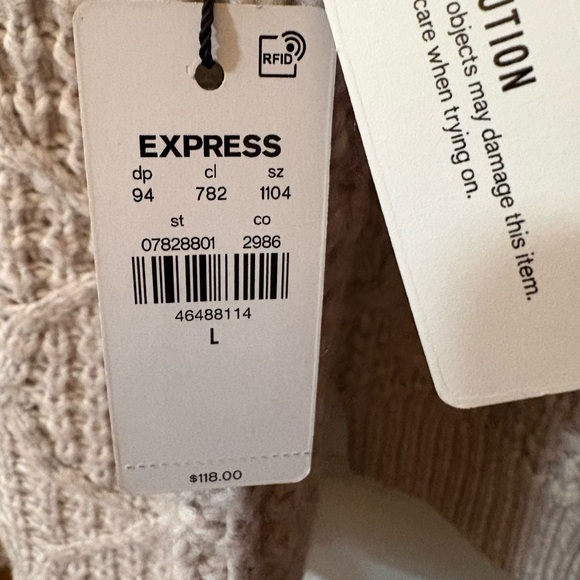 RFID
EXPRESS
dp cl sz
94 782 1104
st co
07828801 2986
46488114
L
$118.00
UTION
objects may damage this item.
care when trying on.